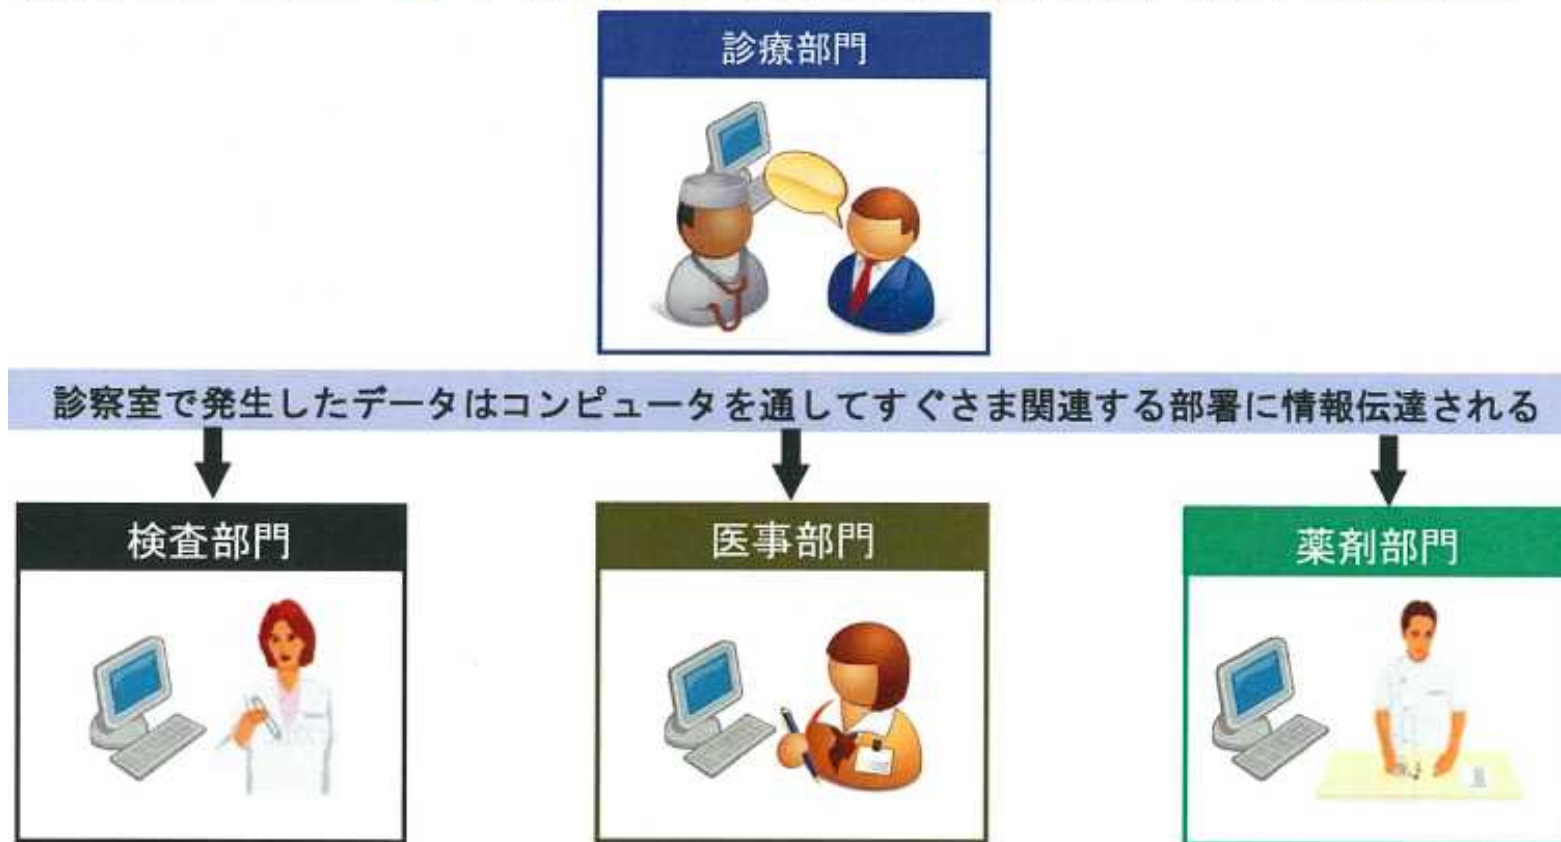 診療部門
診察室で発生したデータはコンピュータを通してすぐさま関連する部署に情報伝達される
検査部門
医事部門
薬剤部門